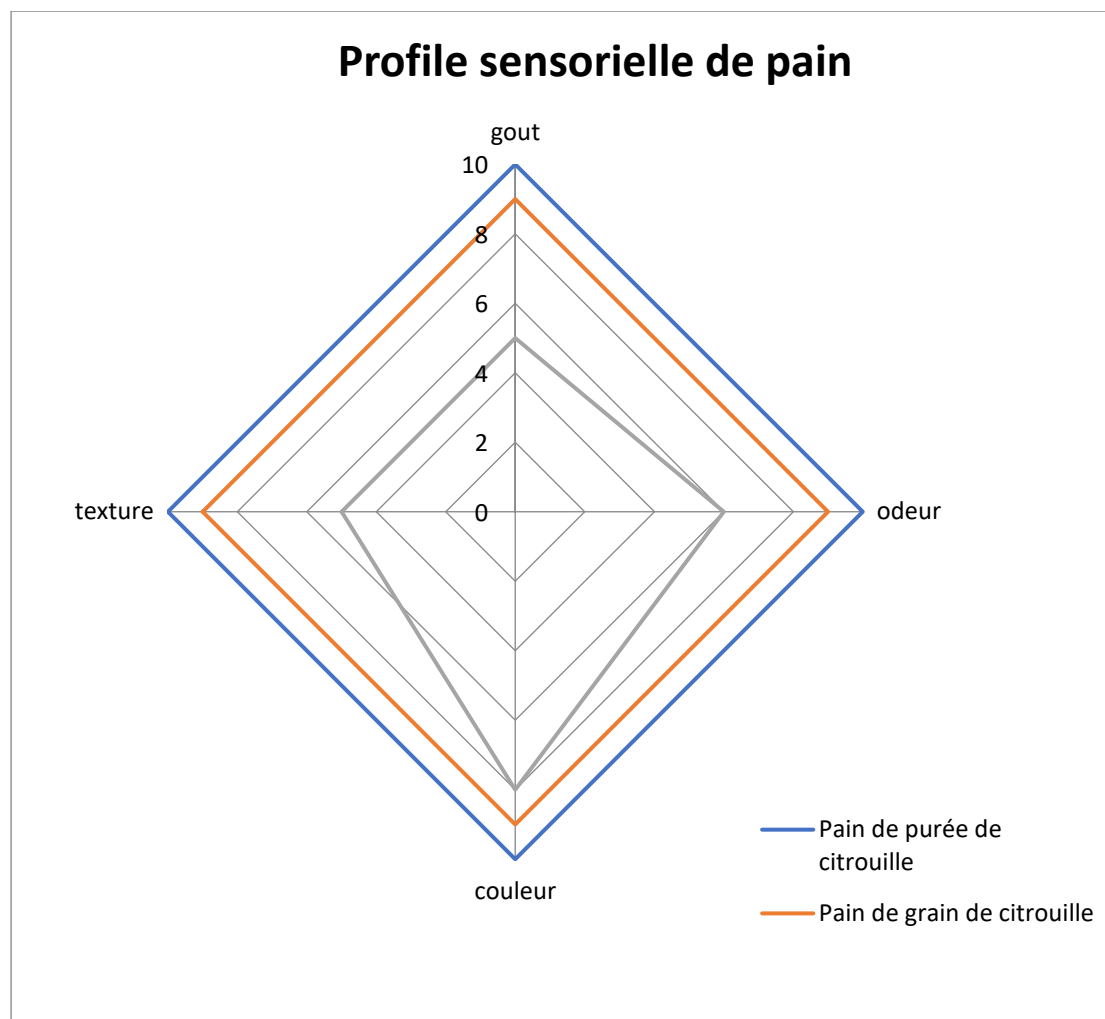 Profile sensorielle de pain
gout
10
8
6
4
2
0
texture
odeur
couleur
Pain de purée de
citrouille
Pain de grain de citrouille